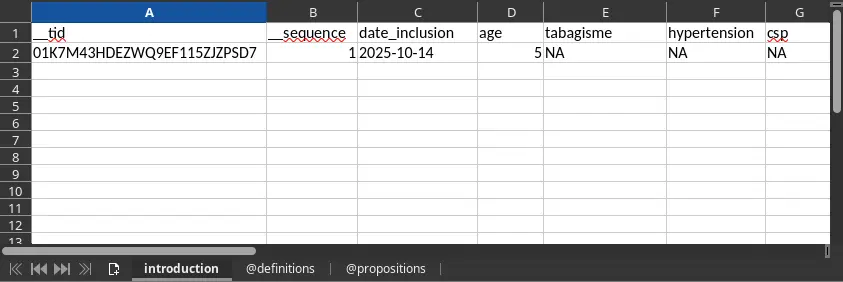 A B C D E F G
1 __tid __sequence date_inclusion age tabagisme hypertension csp
2 01K7M43HDEZWQ9EF115ZJZPSD7 1 2025-10-14 5 NA NA NA
3
4
5
6
7
8
9
10
11
12
13
introduction @definitions @propositions